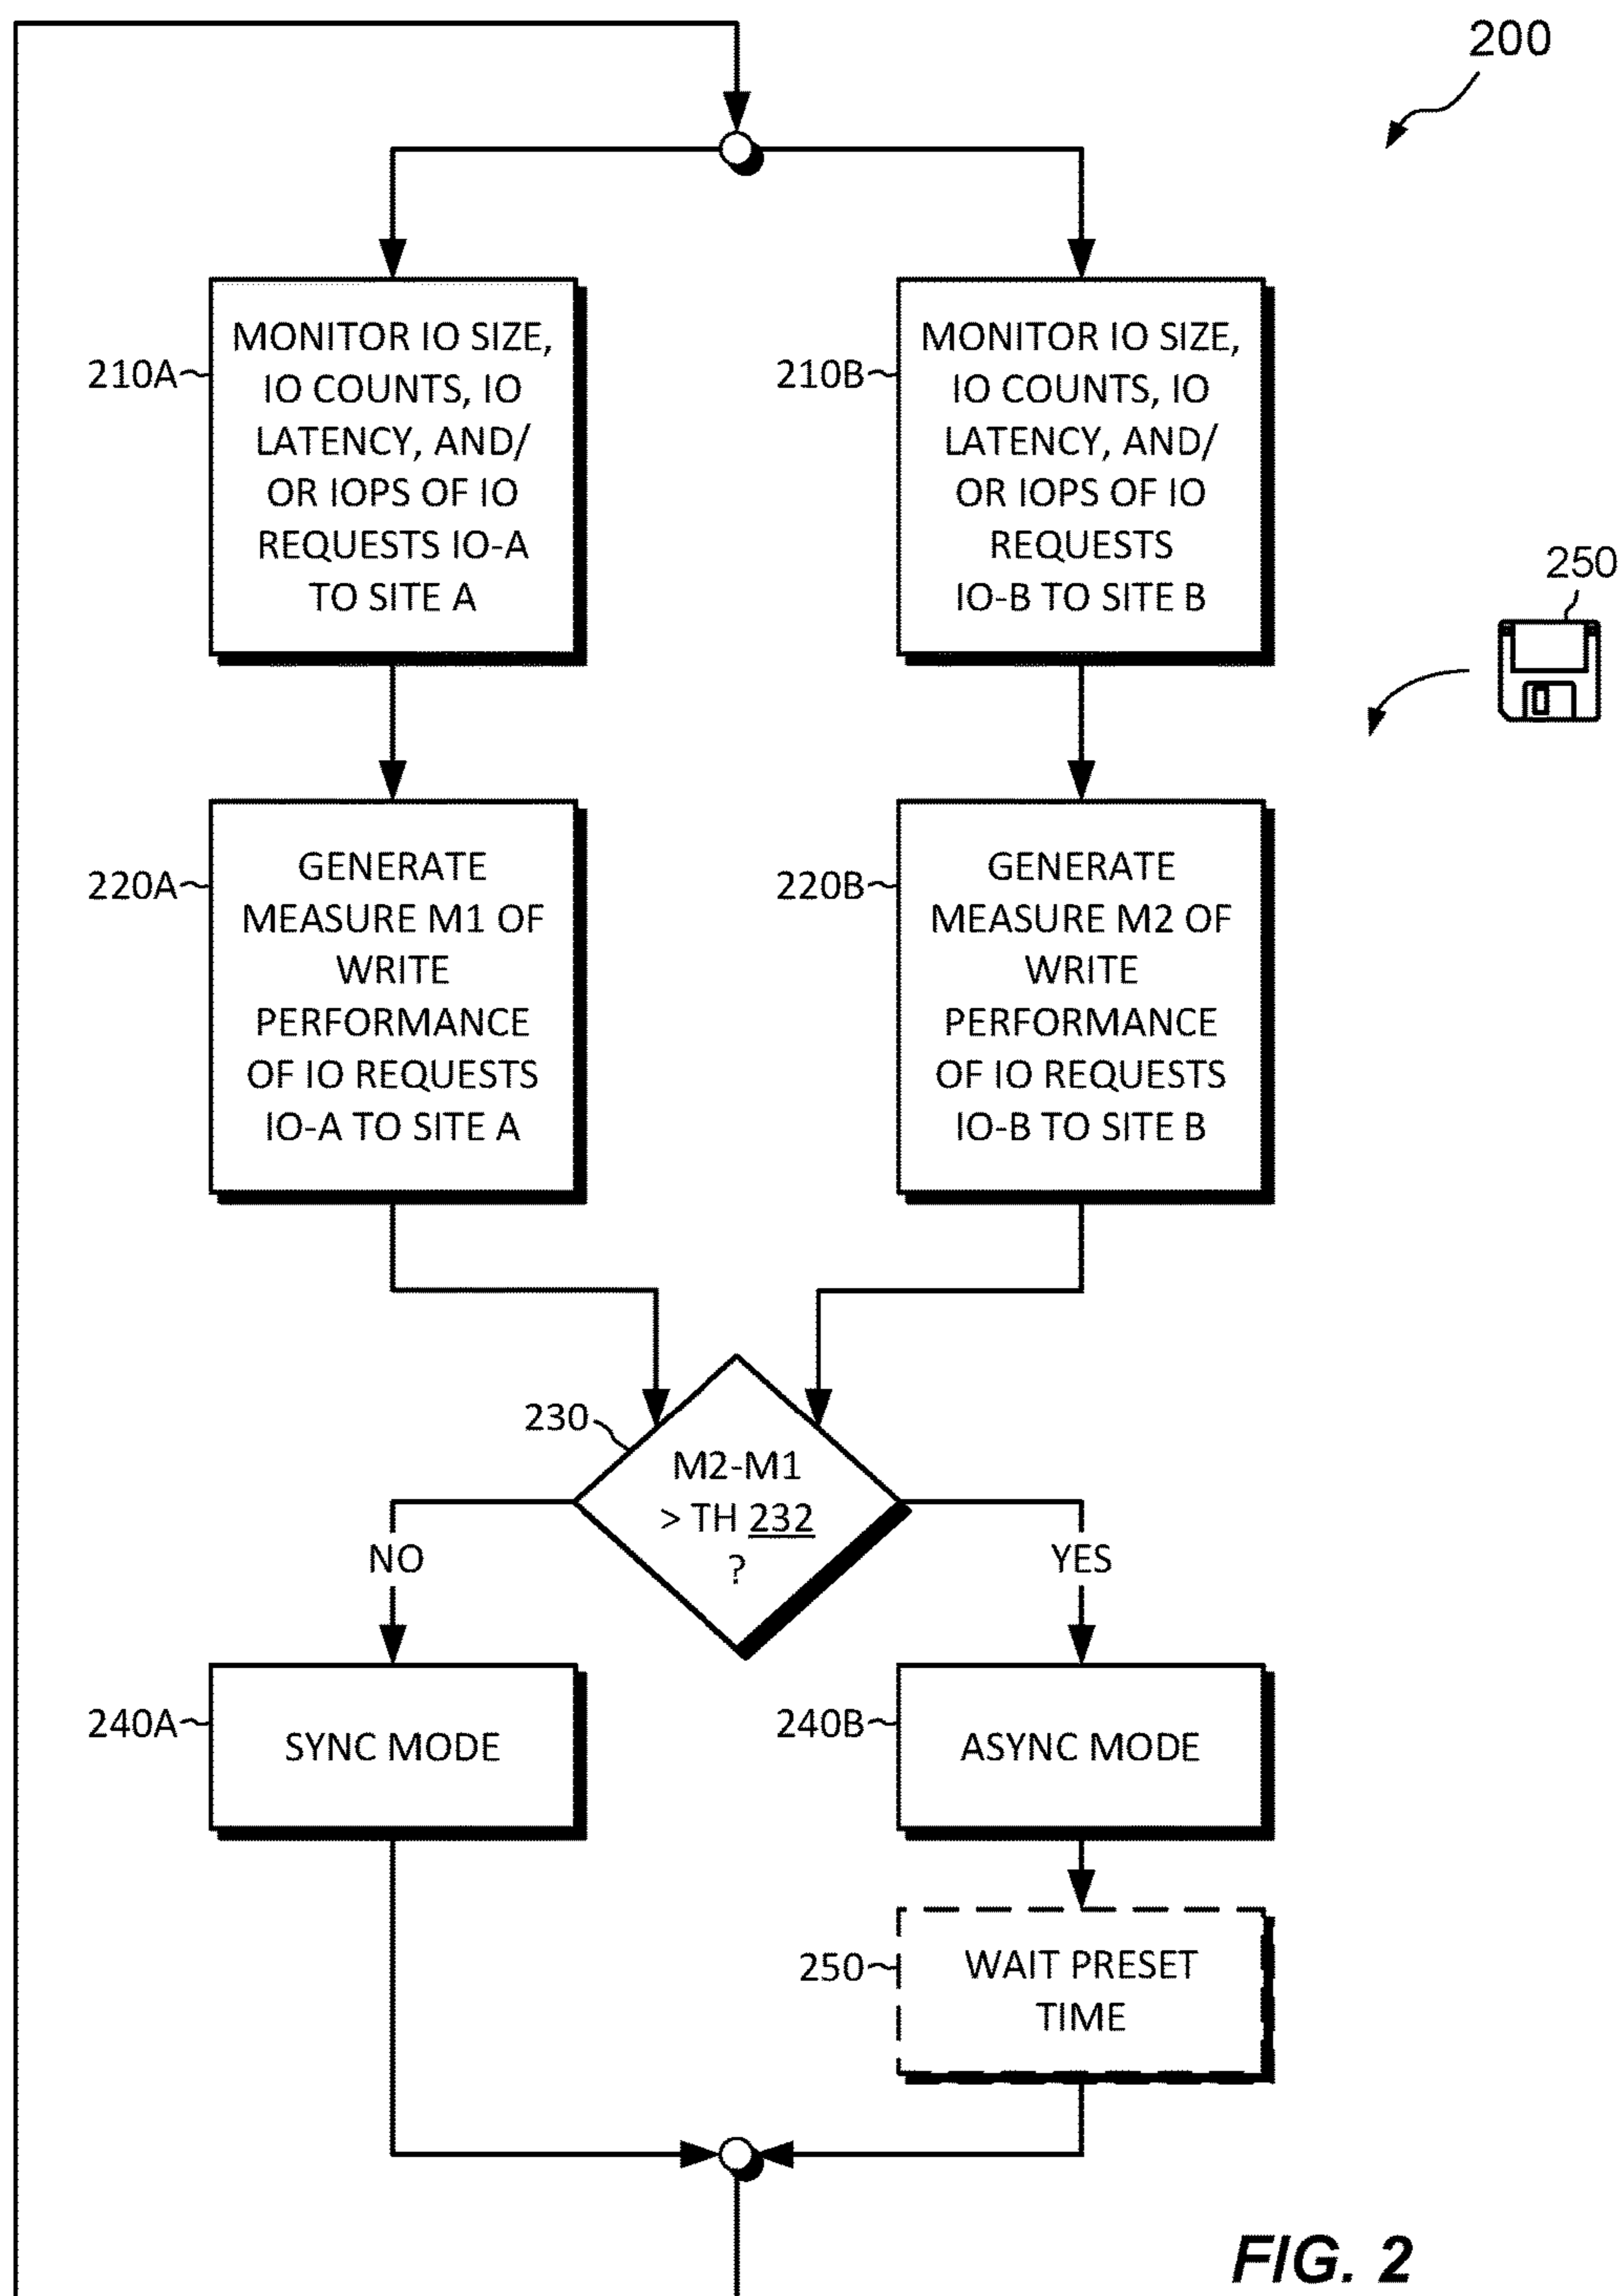 200
MONITOR IO SIZE,
IO COUNTS, IO
LATENCY, AND/
OR IOPS OF IO
REQUESTS IO-A
TO SITE A
210A
MONITOR IO SIZE,
IO COUNTS, IO
LATENCY, AND/
OR IOPS OF IO
REQUESTS
IO-B TO SITE B
210B
250
GENERATE
MEASURE M1 OF
WRITE
PERFORMANCE
OF IO REQUESTS
IO-A TO SITE A
220A
GENERATE
MEASURE M2 OF
WRITE
PERFORMANCE
OF IO REQUESTS
IO-B TO SITE B
220B
230
M2-M1
> TH 232
?
NO
YES
240A
SYNC MODE
240B
ASYNC MODE
250
WAIT PRESET
TIME
FIG. 2